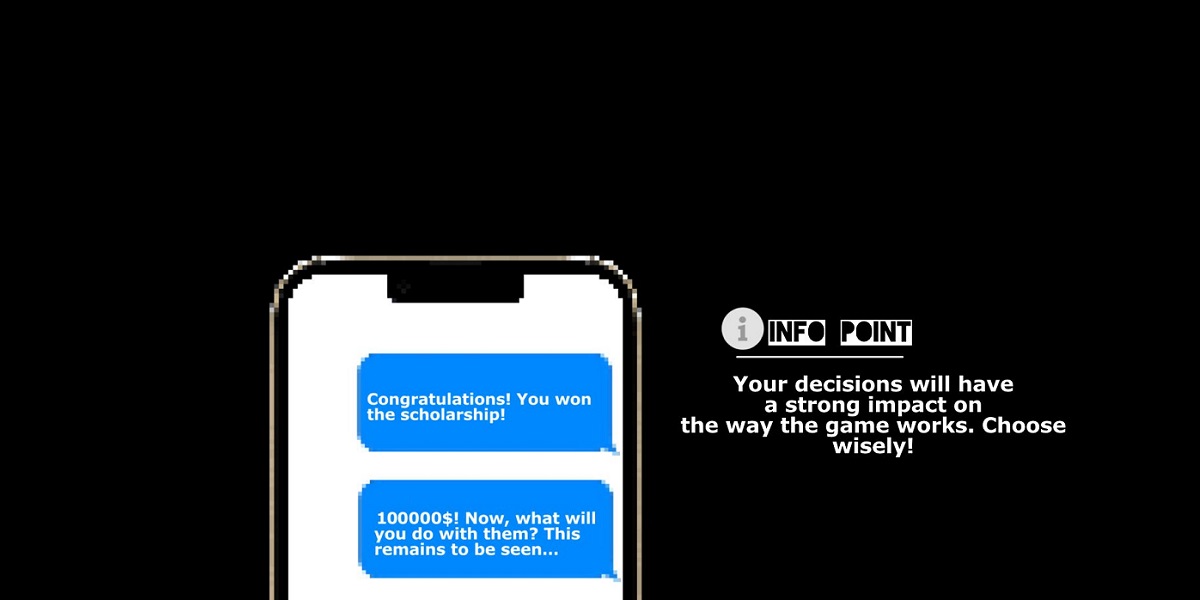 Congratulations! You won
the scholarship!
100000$! Now, what will
you do with them? This
remains to be seen...
i INFO POINT
Your decisions will have
a strong impact on
the way the game works. Choose
wisely!